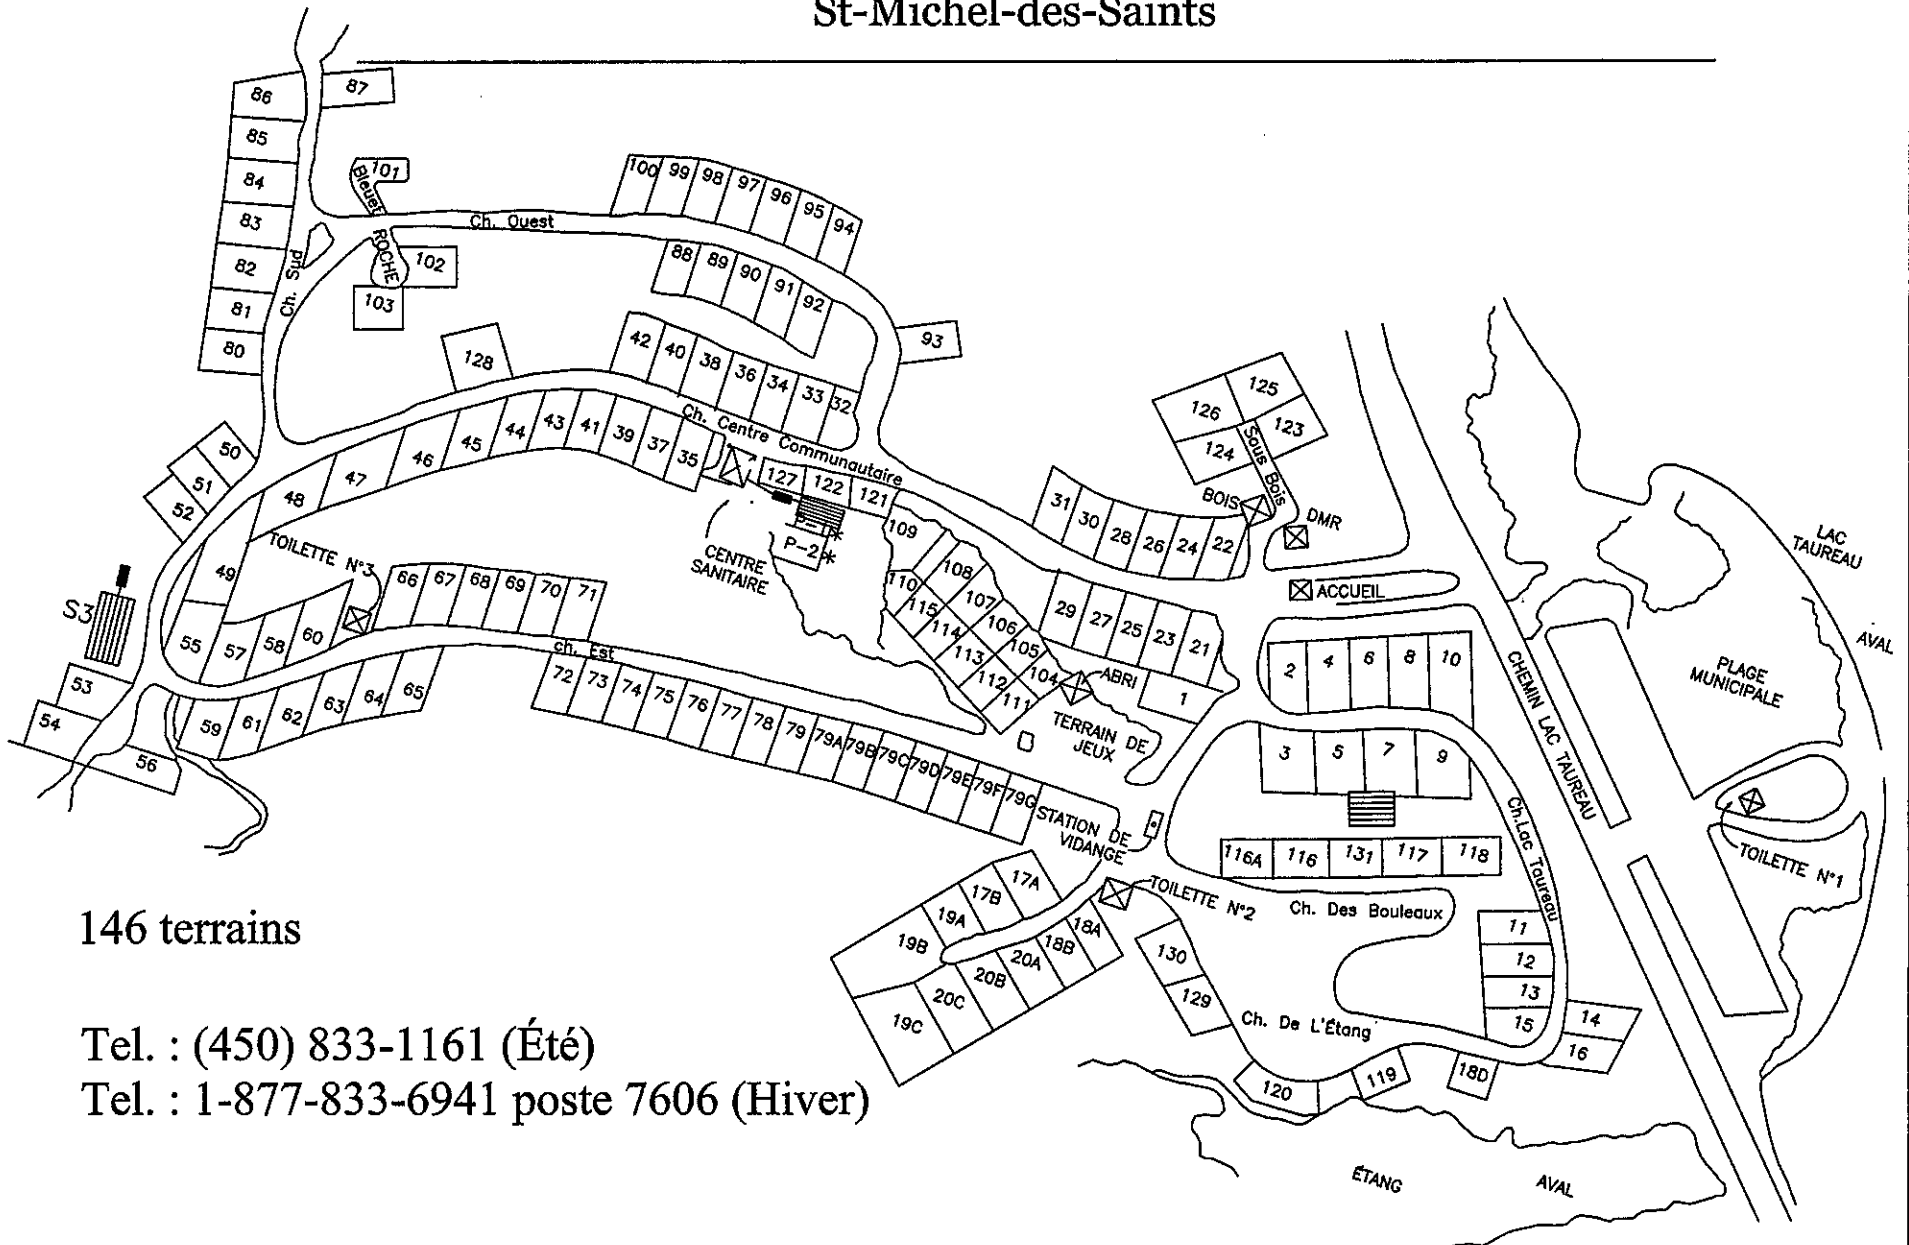 St-Michel-des-Saints
86
87
85
84
83
82
81
80
Ch. Sud
101
Bleuet
ROCHE
102
103
Ch. Ouest
100 99 98 97 96 95 94
88 89 90 91 92
93
128
42 40 38 36 34 33 32
Ch. Centre Communautaire
50
51
52
48 47 46 45 44 43 41 39 37 35
127 122 121
P-1*
P-2*
CENTRE
SANITAIRE
109
108
107
106
105
104
110
115
114
113
112
111
ABRI
TERRAIN DE
JEUX
31 30 28 26 24 22
29 27 25 23 21
1
126 125
124 123
Sous Bois
BOIS
DMR
ACCUEIL
2 4 6 8 10
3 5 7 9
CHEMIN LAC TAUREAU
Ch.Lac Taureau
LAC
TAUREAU
AVAL
PLAGE
MUNICIPALE
TOILETTE N°1
TOILETTE N°3
49
55 57 58 60
66 67 68 69 70 71
S3
53
54
56
59 61 62 63 64 65
ch. Est
72 73 74 75 76 77 78 79 79A 79B 79C 79D 79E 79F 79G
STATION DE
VIDANGE
TOILETTE N°2
116A 116 131 117 118
Ch. Des Bouleaux
11
12
13
15
14
16
18D
119
120
Ch. De L'Étang
130
129
17A
17B
19A
19B
19C
20C
20B
20A
18B
18A
ÉTANG
AVAL
146 terrains
Tel. : (450) 833-1161 (Été)
Tel. : 1-877-833-6941 poste 7606 (Hiver)